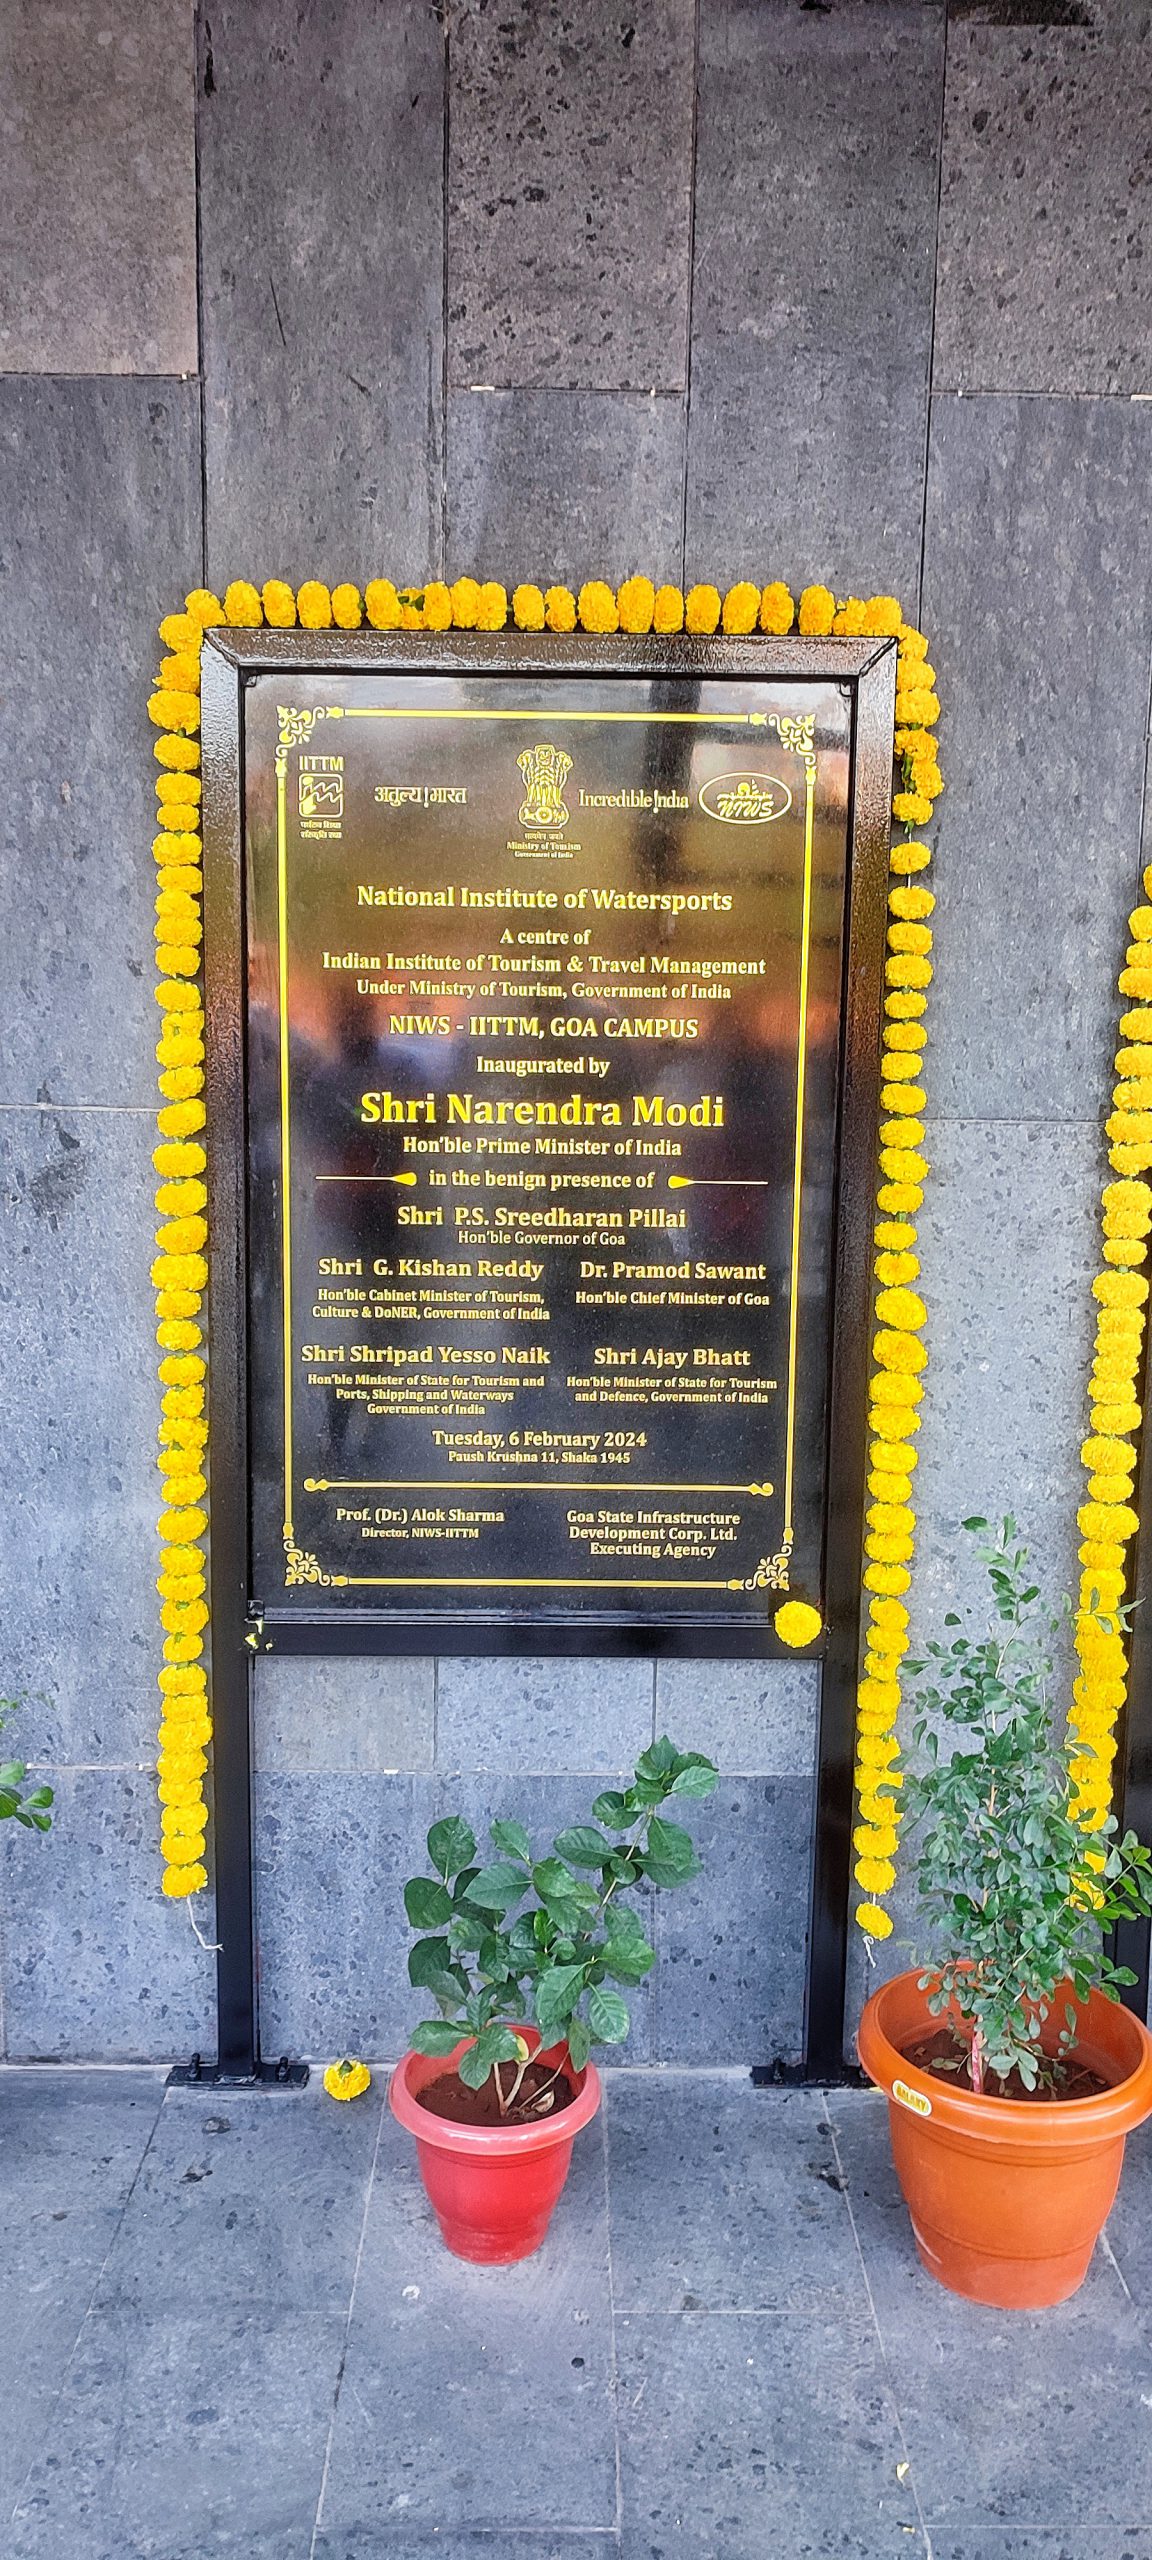 IITTM
अतुल्य!भारत
सत्यमेव जयते
Ministry of Tourism
Government of India
Incredible!ndia
NIWS
National Institute of Watersports
A centre of
Indian Institute of Tourism & Travel Management
Under Ministry of Tourism, Government of India
NIWS - IITTM, GOA CAMPUS
Inaugurated by
Shri Narendra Modi
Hon'ble Prime Minister of India
in the benign presence of
Shri P.S. Sreedharan Pillai
Hon'ble Governor of Goa
Shri G. Kishan Reddy
Hon'ble Cabinet Minister of Tourism,
Culture & DoNER, Government of India
Dr. Pramod Sawant
Hon'ble Chief Minister of Goa
Shri Shripad Yesso Naik
Hon'ble Minister of State for Tourism and
Ports, Shipping and Waterways
Government of India
Shri Ajay Bhatt
Hon'ble Minister of State for Tourism
and Defence, Government of India
Tuesday, 6 February 2024
Paush Krushna 11, Shaka 1945
Prof. (Dr.) Alok Sharma
Director, NIWS-IITTM
Goa State Infrastructure
Development Corp. Ltd.
Executing Agency